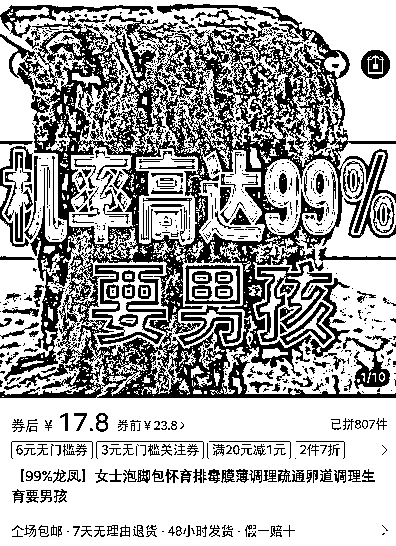 机率高达99%
要男孩
1/10
券后 ¥17.8 券前¥23.8> 已拼807件
6元无门槛券 3元无门槛关注券 满20元减1元 2件7折 >
【99%龙凤】女士泡脚包怀育排毒膜薄调理疏通卵道调理生
育要男孩
全场包邮·7天无理由退货·48小时发货·假一赔十 >